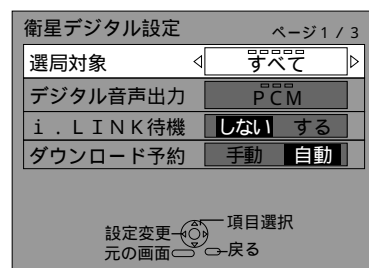 衛星デジタル設定 ページ1 / 3
選局対象 すべて
デジタル音声出力 PCM
i.LINK待機 しない する
ダウンロード予約 手動 自動
項目選択
設定変更
元の画面 戻る